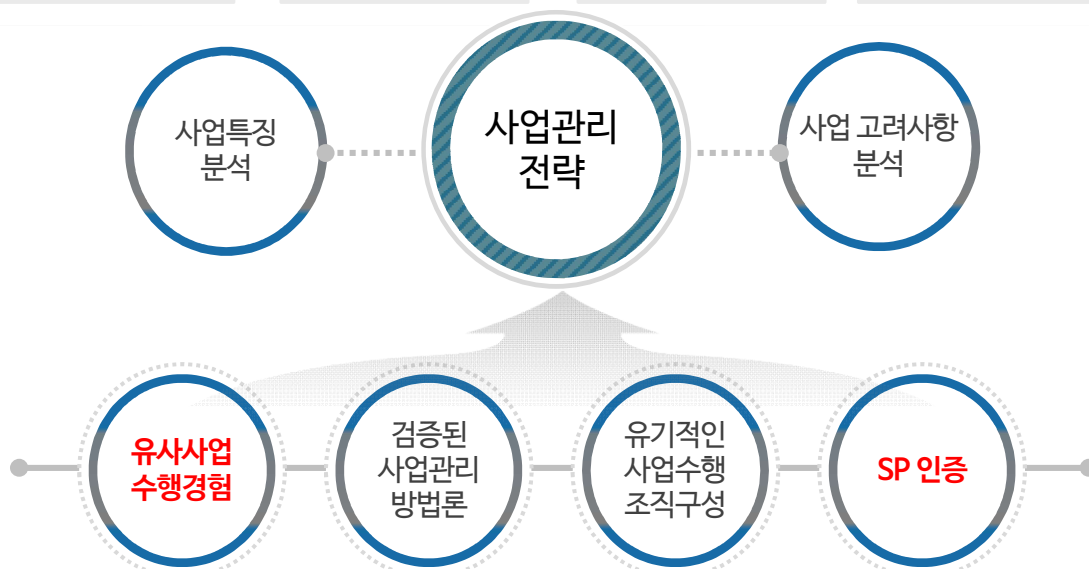 사업특징
분석
사업관리
전략
사업 고려사항
분석
유사사업
수행경험
검증된
사업관리
방법론
유기적인
사업수행
조직구성
SP 인증